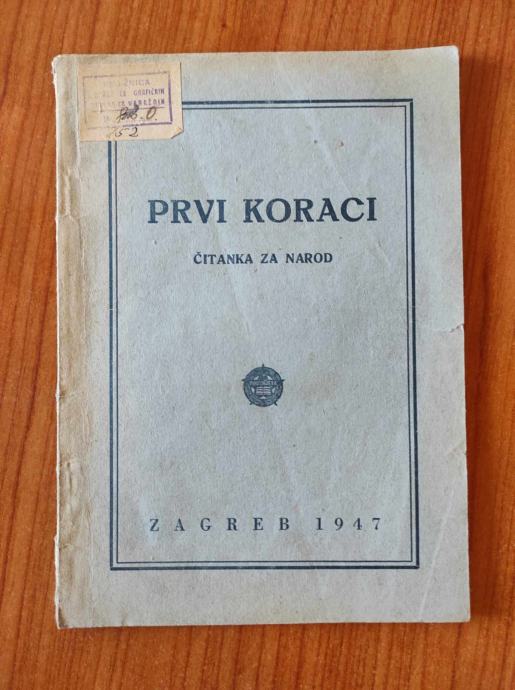 PRVI KORACI
ČITANKA ZA NAROD
ZAGREB 1947